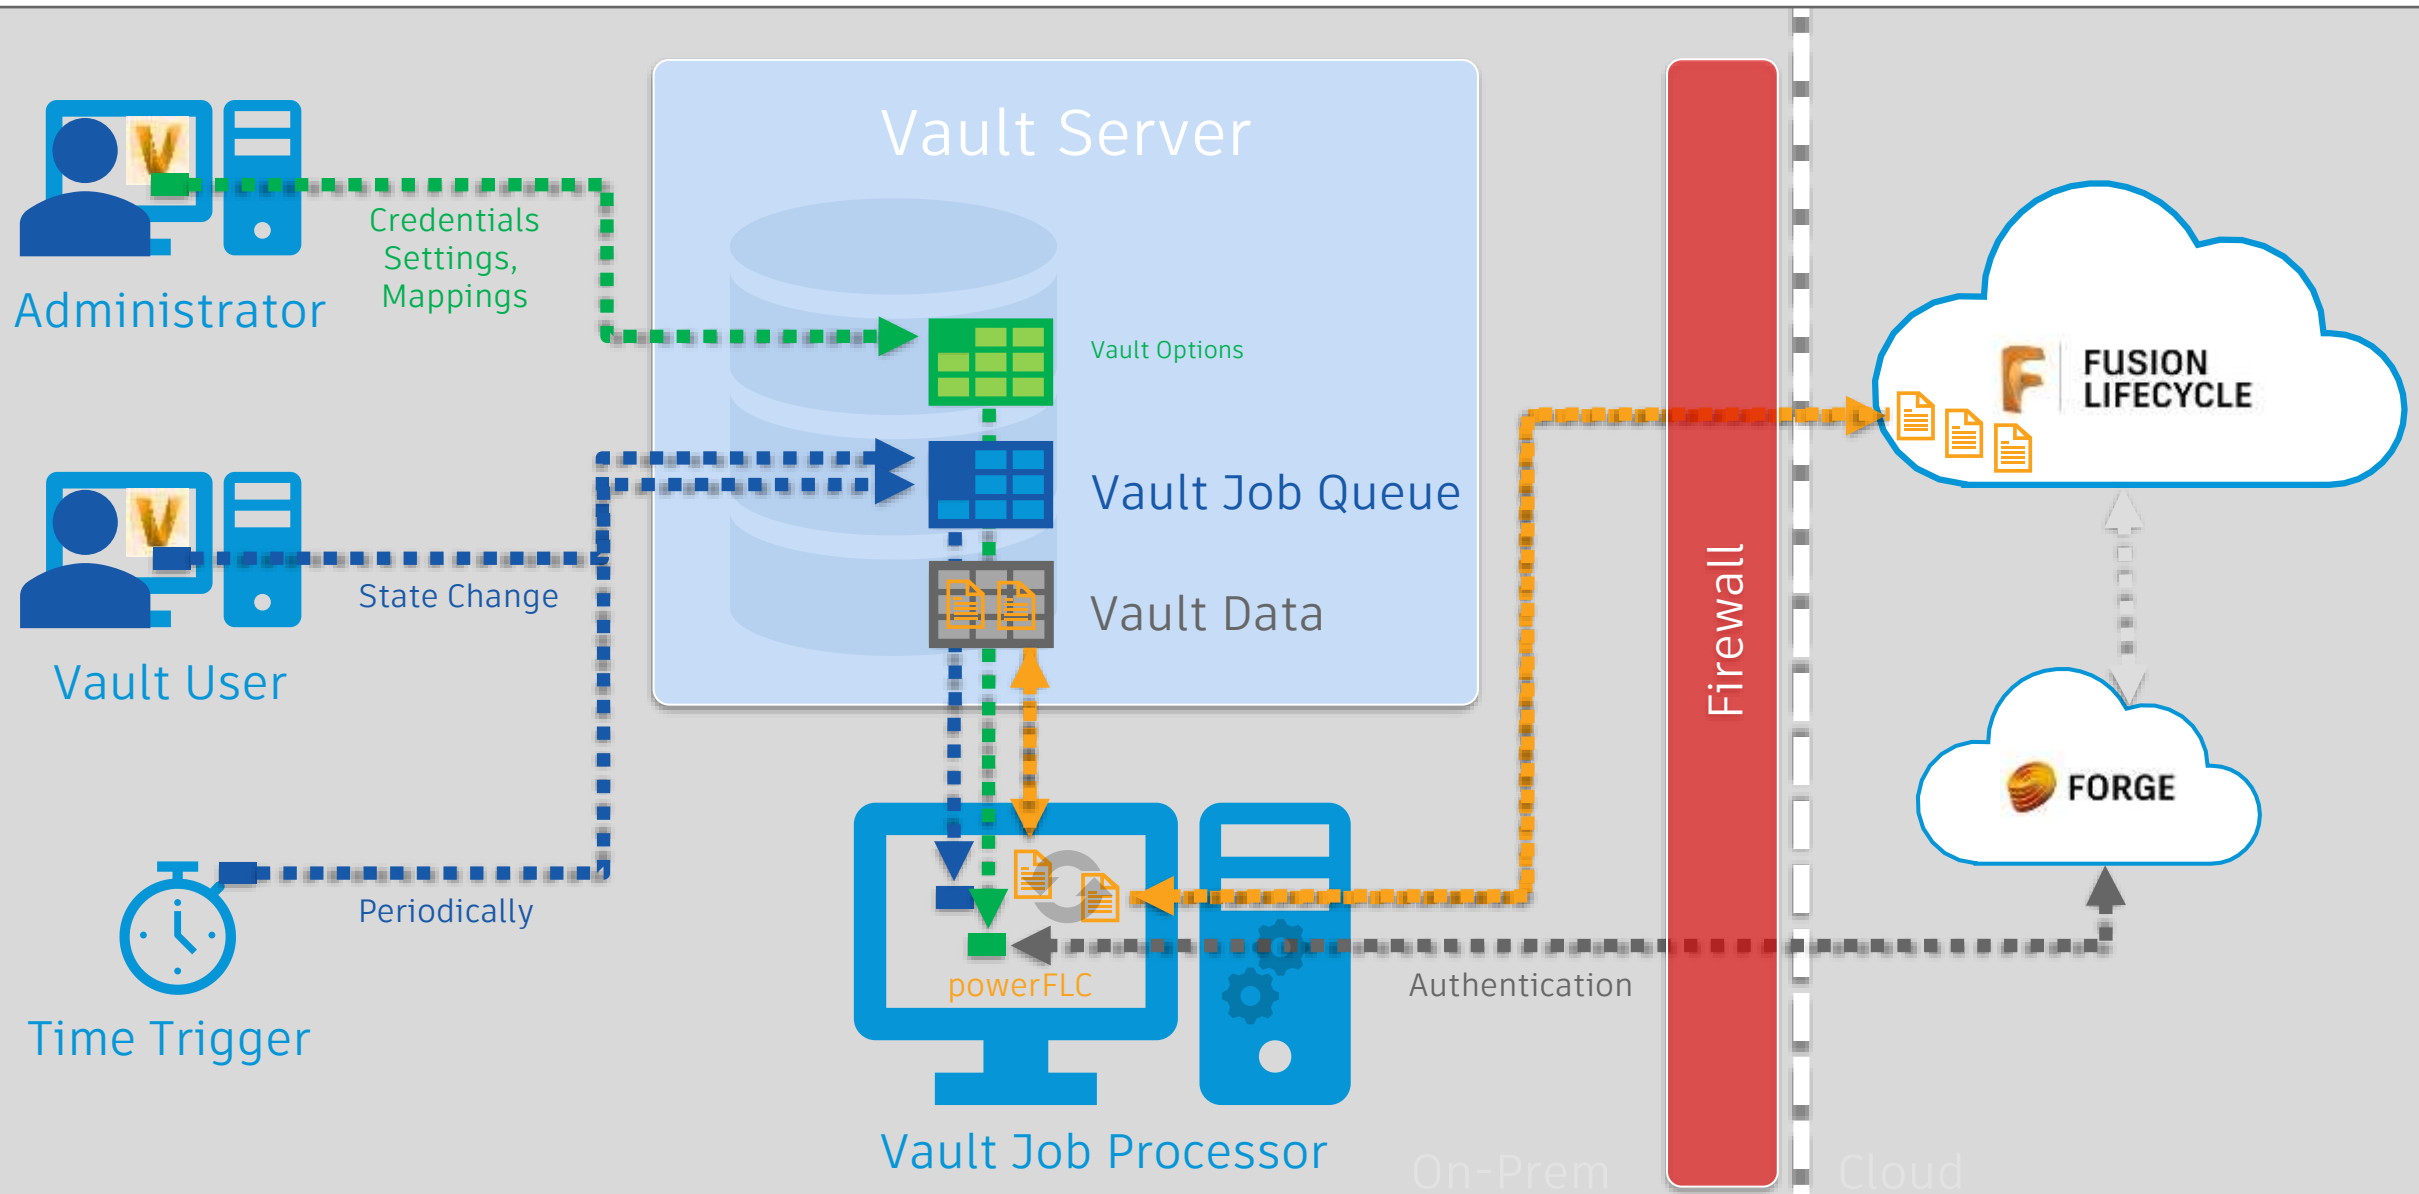 Vault Server
Credentials
Settings,
Mappings
Administrator
Vault Options
FUSION
LIFECYCLE
Vault Job Queue
State Change
Vault Data
Firewall
Vault User
FORGE
Periodically
powerFLC
Authentication
Time Trigger
Vault Job Processor
On-Prem
Cloud